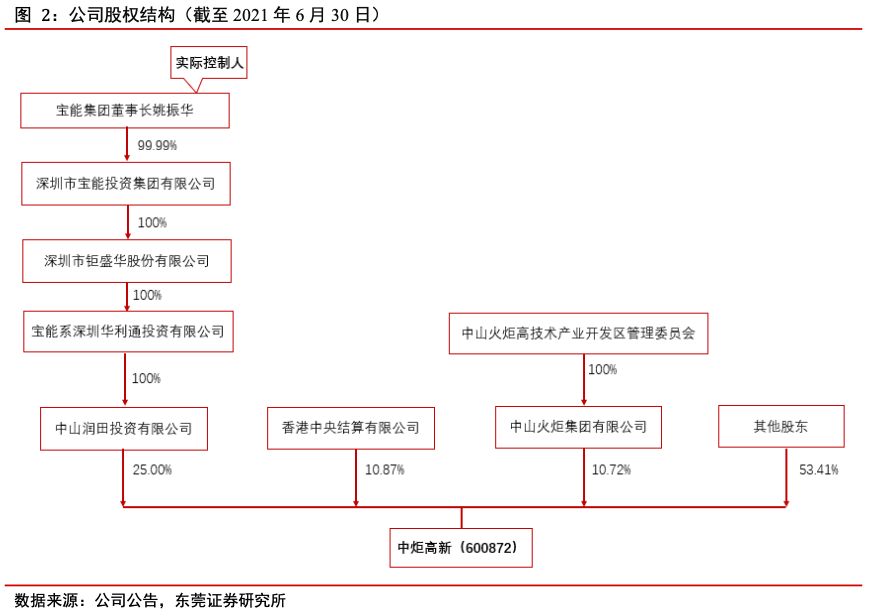 图 2：公司股权结构（截至 2021 年 6 月 30 日）
实际控制人
宝能集团董事长姚振华
99.99%
深圳市宝能投资集团有限公司
100%
深圳市钜盛华股份有限公司
100%
宝能系深圳华利通投资有限公司
中山火炬高技术产业开发区管理委员会
100%
100%
中山润田投资有限公司
香港中央结算有限公司
中山火炬集团有限公司
其他股东
25.00%
10.87%
10.72%
53.41%
中炬高新（600872）
数据来源：公司公告，东莞证券研究所